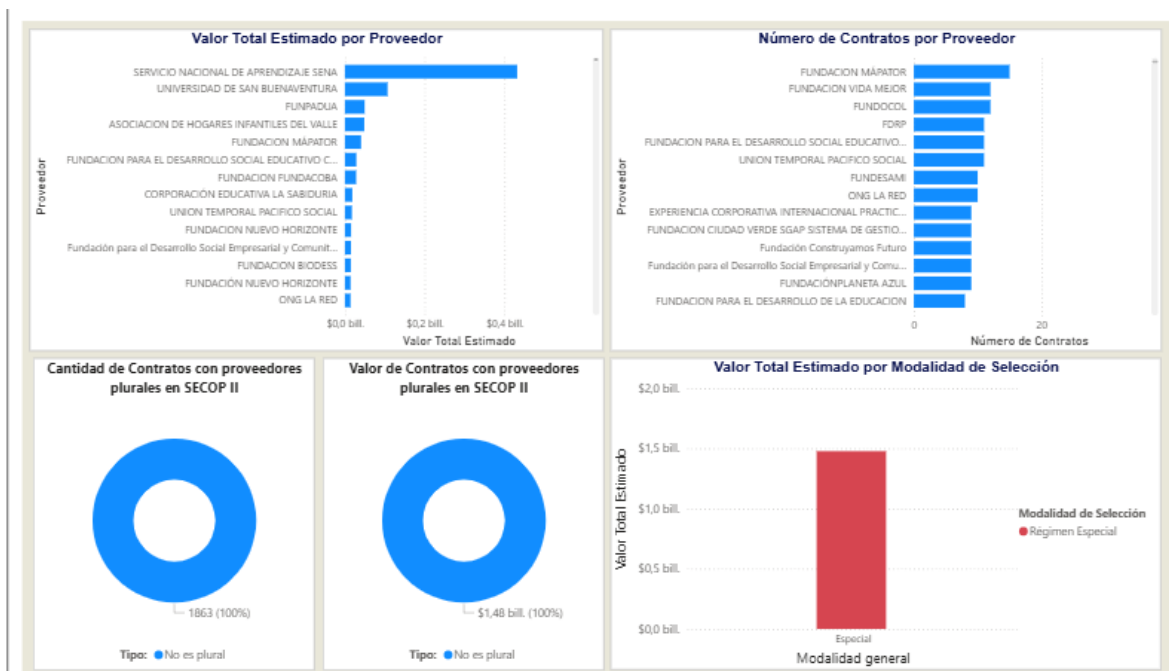 Valor Total Estimado por Proveedor
Proveedor
SERVICIO NACIONAL DE APRENDIZAJE SENA
UNIVERSIDAD DE SAN BUENAVENTURA
FUNPADUA
ASOCIACION DE HOGARES INFANTILES DEL VALLE
FUNDACION MÀPATOR
FUNDACION PARA EL DESARROLLO SOCIAL EDUCATIVO C...
FUNDACION FUNDACOBA
CORPORACIÓN EDUCATIVA LA SABIDURIA
UNION TEMPORAL PACIFICO SOCIAL
FUNDACION NUEVO HORIZONTE
Fundación para el Desarrollo Social Empresarial y Comunit...
FUNDACION BIODESS
FUNDACIÓN NUEVO HORIZONTE
ONG LA RED
$0,0 bill. $0,2 bill. $0,4 bill.
Valor Total Estimado
Número de Contratos por Proveedor
Proveedor
FUNDACION MÀPATOR
FUNDACION VIDA MEJOR
FUNDOCOL
FDRP
FUNDACION PARA EL DESARROLLO SOCIAL EDUCATIVO...
UNION TEMPORAL PACIFICO SOCIAL
FUNDESAMI
ONG LA RED
EXPERIENCIA CORPORATIVA INTERNACIONAL PRACTIC...
FUNDACION CIUDAD VERDE SGAP SISTEMA DE GESTIO...
Fundación Construyamos Futuro
Fundación para el Desarrollo Social Empresarial y Comu...
FUNDACIÓNPLANETA AZUL
FUNDACION PARA EL DESARROLLO DE LA EDUCACION
0 20
Número de Contratos
Cantidad de Contratos con proveedores
plurales en SECOP II
1863 (100%)
Tipo: No es plural
Valor de Contratos con proveedores
plurales en SECOP II
$1,48 bill. (100%)
Tipo: No es plural
Valor Total Estimado por Modalidad de Selección
Valor Total Estimado
$2,0 bill.
$1,5 bill.
$1,0 bill.
$0,5 bill.
$0,0 bill.
Especial
Modalidad general
Modalidad de Selección
Régimen Especial